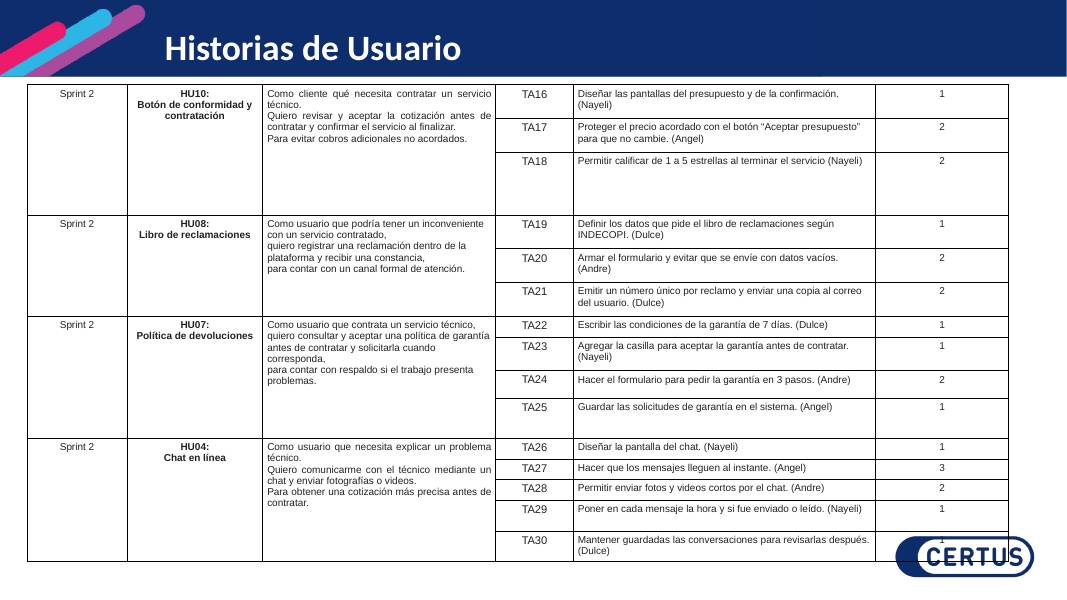 Historias de Usuario
Sprint 2
HU10:
Botón de conformidad y
contratación
Como cliente qué necesita contratar un servicio
técnico.
Quiero revisar y aceptar la cotización antes de
contratar y confirmar el servicio al finalizar.
Para evitar cobros adicionales no acordados.
TA16
Diseñar las pantallas del presupuesto y de la confirmación.
(Nayeli)
1
TA17
Proteger el precio acordado con el botón “Aceptar presupuesto”
para que no cambie. (Angel)
2
TA18
Permitir calificar de 1 a 5 estrellas al terminar el servicio (Nayeli)
2
Sprint 2
HU08:
Libro de reclamaciones
Como usuario que podría tener un inconveniente
con un servicio contratado,
quiero registrar una reclamación dentro de la
plataforma y recibir una constancia,
para contar con un canal formal de atención.
TA19
Definir los datos que pide el libro de reclamaciones según
INDECOPI. (Dulce)
1
TA20
Armar el formulario y evitar que se envíe con datos vacíos.
(Andre)
2
TA21
Emitir un número único por reclamo y enviar una copia al correo
del usuario. (Dulce)
2
Sprint 2
HU07:
Política de devoluciones
Como usuario que contrata un servicio técnico,
quiero consultar y aceptar una política de garantía
antes de contratar y solicitarla cuando
corresponda,
para contar con respaldo si el trabajo presenta
problemas.
TA22
Escribir las condiciones de la garantía de 7 días. (Dulce)
1
TA23
Agregar la casilla para aceptar la garantía antes de contratar.
(Nayeli)
1
TA24
Hacer el formulario para pedir la garantía en 3 pasos. (Andre)
2
TA25
Guardar las solicitudes de garantía en el sistema. (Angel)
1
Sprint 2
HU04:
Chat en línea
Como usuario que necesita explicar un problema
técnico.
Quiero comunicarme con el técnico mediante un
chat y enviar fotografías o videos.
Para obtener una cotización más precisa antes de
contratar.
TA26
Diseñar la pantalla del chat. (Nayeli)
1
TA27
Hacer que los mensajes lleguen al instante. (Angel)
3
TA28
Permitir enviar fotos y videos cortos por el chat. (Andre)
2
TA29
Poner en cada mensaje la hora y si fue enviado o leído. (Nayeli)
1
TA30
Mantener guardadas las conversaciones para revisarlas después.
(Dulce)
1
CERTUS